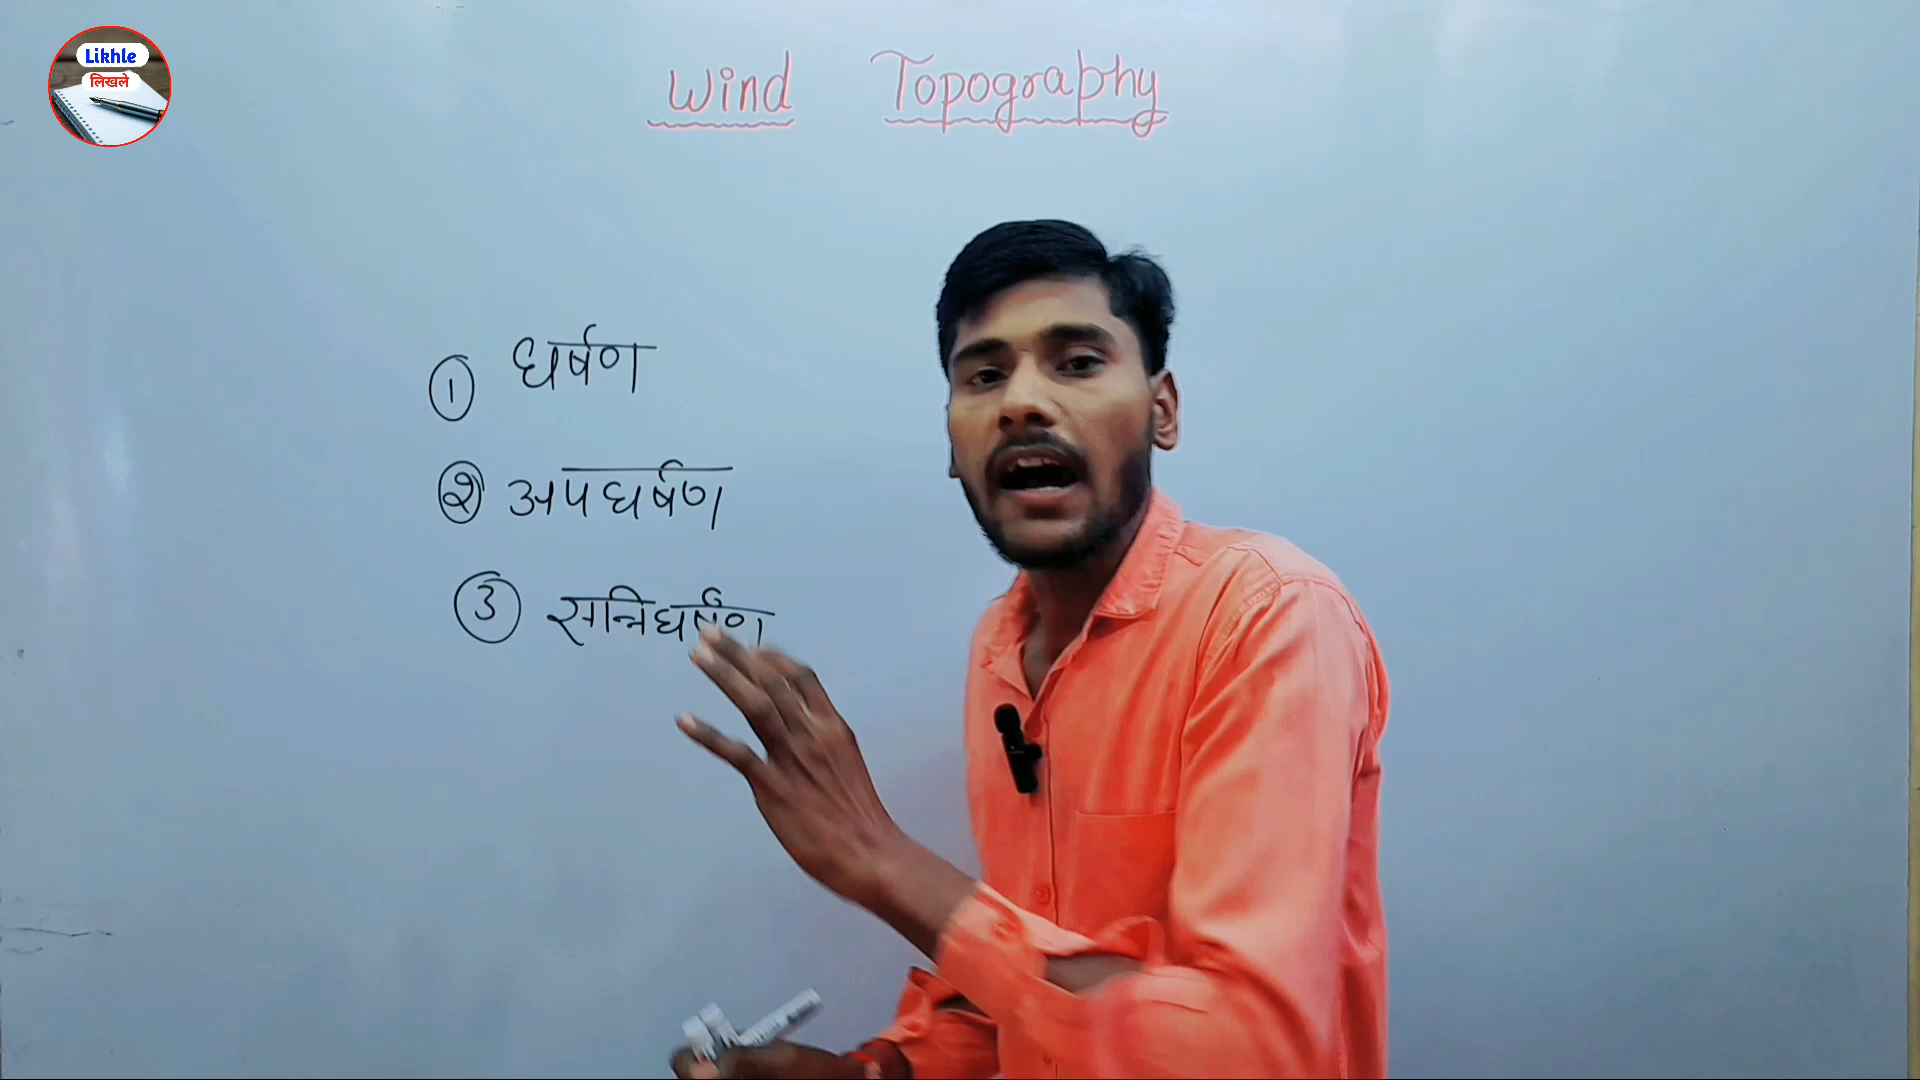 Likhle
लिखले
Wind Topography
① घर्षण
② अपघर्षण
③ सन्निघर्षण